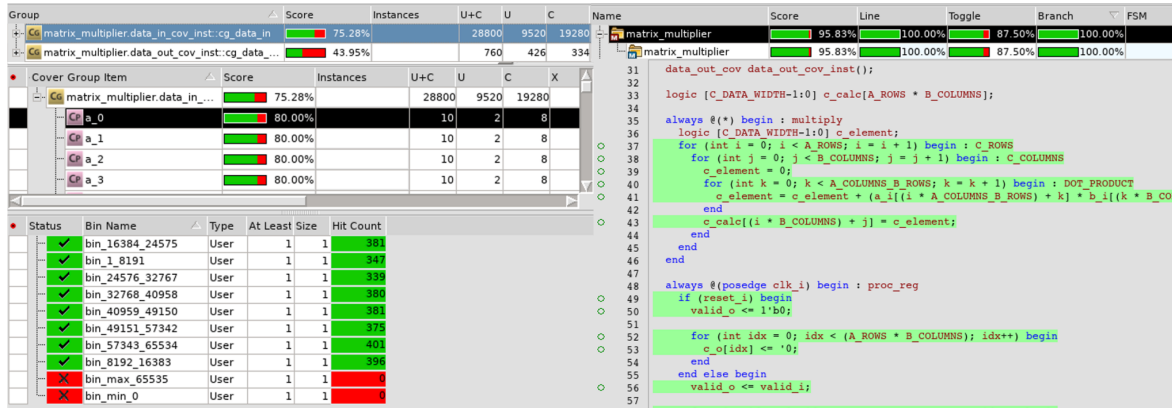 Group Score Instances U+C U C
matrix_multiplier.data_in_cov_inst::cg_data_in 75.28% 28800 9520 19280
matrix_multiplier.data_out_cov_inst::cg_data_... 43.95% 760 426 334
Cover Group Item Score Instances U+C U C X
matrix_multiplier.data_in_... 75.28% 28800 9520 19280
a_0 80.00% 10 2 8
a_1 80.00% 10 2 8
a_2 80.00% 10 2 8
a_3 80.00% 10 2 8
Status Bin Name Type At Least Size Hit Count
bin_16384_24575 User 1 1 381
bin_1_8191 User 1 1 347
bin_24576_32767 User 1 1 339
bin_32768_40958 User 1 1 380
bin_40959_49150 User 1 1 381
bin_49151_57342 User 1 1 375
bin_57343_65534 User 1 1 401
bin_8192_16383 User 1 1 396
bin_max_65535 User 1 1 0
bin_min_0 User 1 1 0
Name Score Line Toggle Branch FSM
matrix_multiplier 95.83% 100.00% 87.50% 100.00%
matrix_multiplier 95.83% 100.00% 87.50% 100.00%
31 data_out_cov data_out_cov_inst();
32
33 logic [C_DATA_WIDTH-1:0] c_calc[A_ROWS * B_COLUMNS];
34
35 always @(*) begin : multiply
36 logic [C_DATA_WIDTH-1:0] c_element;
37 for (int i = 0; i < A_ROWS; i = i + 1) begin : C_ROWS
38 for (int j = 0; j < B_COLUMNS; j = j + 1) begin : C_COLUMNS
39 c_element = 0;
40 for (int k = 0; k < A_COLUMNS_B_ROWS; k = k + 1) begin : DOT_PRODUCT
41 c_element = c_element + (a_i[(i * A_COLUMNS_B_ROWS) + k] * b_i[(k * B_CO
42 end
43 c_calc[(i * B_COLUMNS) + j] = c_element;
44 end
45 end
46 end
47
48 always @(posedge clk_i) begin : proc_reg
49 if (reset_i) begin
50 valid_o <= 1'b0;
51
52 for (int idx = 0; idx < (A_ROWS * B_COLUMNS); idx++) begin
53 c_o[idx] <= '0;
54 end
55 end else begin
56 valid_o <= valid_i;
57